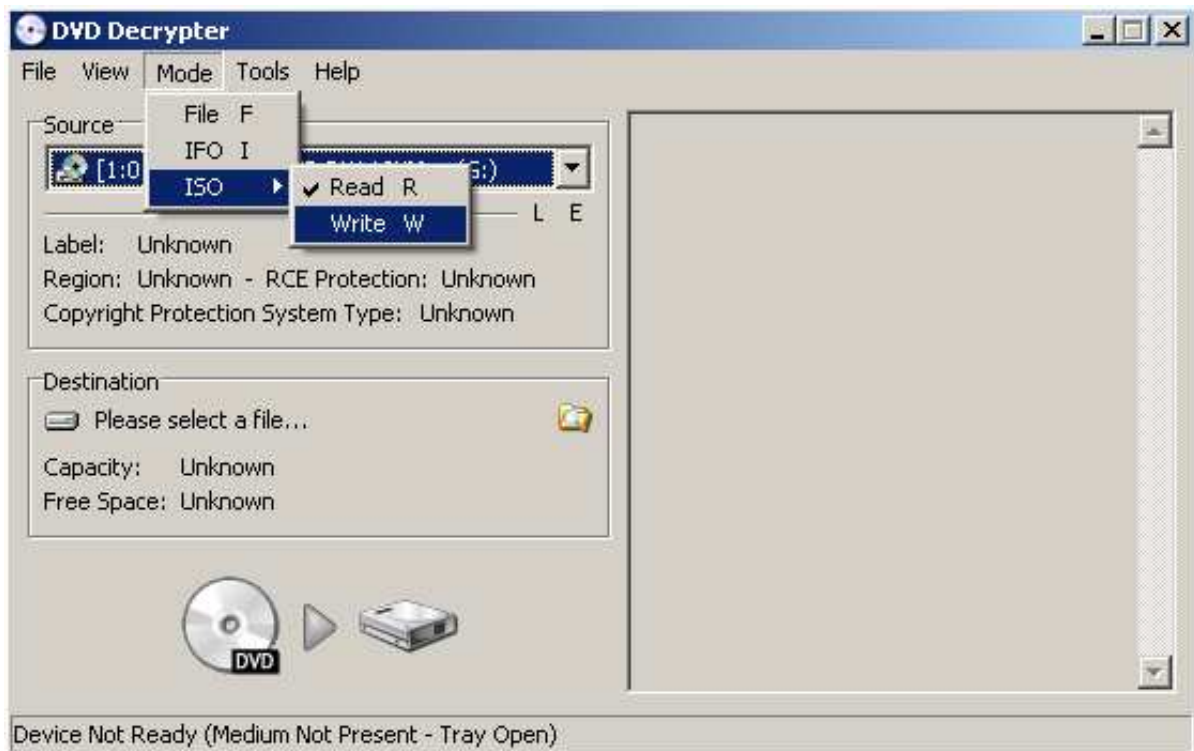 DVD Decrypter
File View Mode Tools Help
File F
IFO I
ISO
Read R
Write W
Source
[1:0 G:)
L E
Label: Unknown
Region: Unknown - RCE Protection: Unknown
Copyright Protection System Type: Unknown
Destination
Please select a file...
Capacity: Unknown
Free Space: Unknown
DVD
Device Not Ready (Medium Not Present - Tray Open)